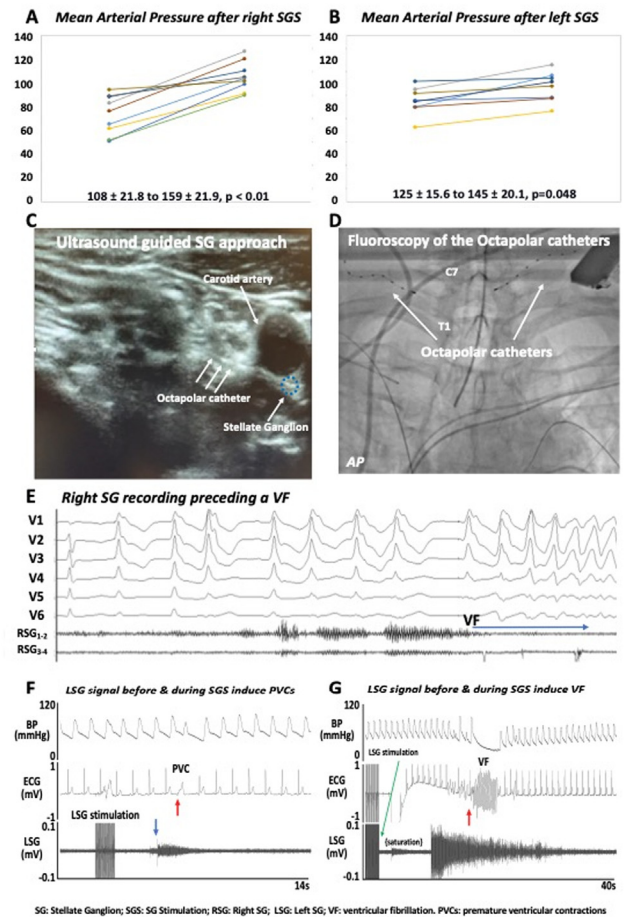 A Mean Arterial Pressure after right SGS
140
120
100
80
60
40
20
0
108 ± 21.8 to 159 ± 21.9, p < 0.01
B Mean Arterial Pressure after left SGS
140
120
100
80
60
40
20
0
125 ± 15.6 to 145 ± 20.1, p=0.048
C
Ultrasound guided SG approach
Carotid artery
Octapolar catheter
Stellate Ganglion
D
Fluoroscopy of the Octapolar catheters
C7
T1
Octapolar catheters
AP
E Right SG recording preceding a VF
V1
V2
V3
V4
V5
V6
RSG1-2
RSG3-4
VF
F LSG signal before & during SGS induce PVCs
120
BP
(mmHg)
0
1
ECG
(mV)
-1
PVC
LSG stimulation
0.1
LSG
(mV)
-0.1
14s
G LSG signal before & during SGS induce VF
120
BP
(mmHg)
0
LSG stimulation
1
ECG
(mV)
-1
VF
0.1
LSG
(mV)
-0.1
(saturation)
40s
SG: Stellate Ganglion; SGS: SG Stimulation; RSG: Right SG; LSG: Left SG; VF: ventricular fibrillation. PVCs: premature ventricular contractions